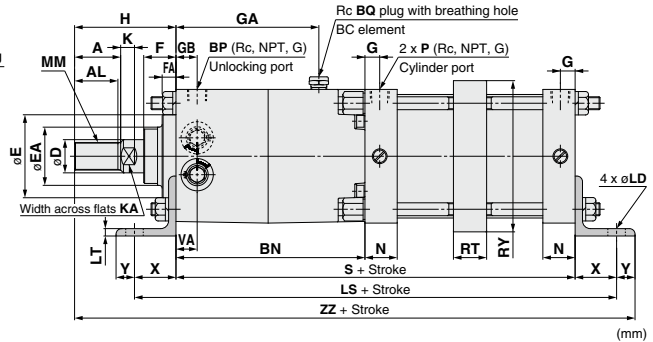 H
GA
Rc BQ plug with breathing hole
BC element
A
K
F
GB
BP (Rc, NPT, G)
Unlocking port
G
2 x P (Rc, NPT, G)
Cylinder port
G
MM
AL
FA
øE
øEA
øD
4 x øLD
Width across flats KA
VA
LT
Y
X
BN
N
RT
RY
N
S + Stroke
X
Y
LS + Stroke
ZZ + Stroke
(mm)